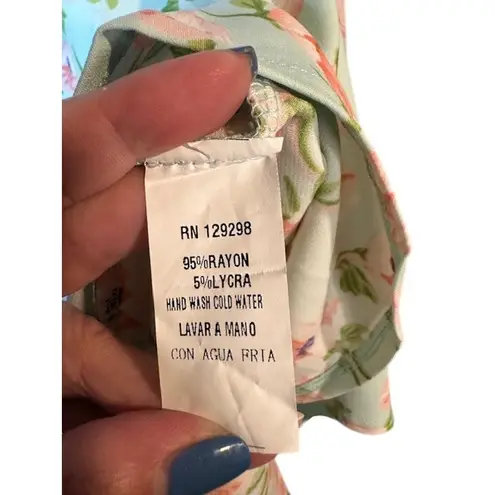 RN 129298
95%RAYON
5%LYCRA
HAND WASH COLD WATER
LAVAR A MANO
CON AGUA FRIA